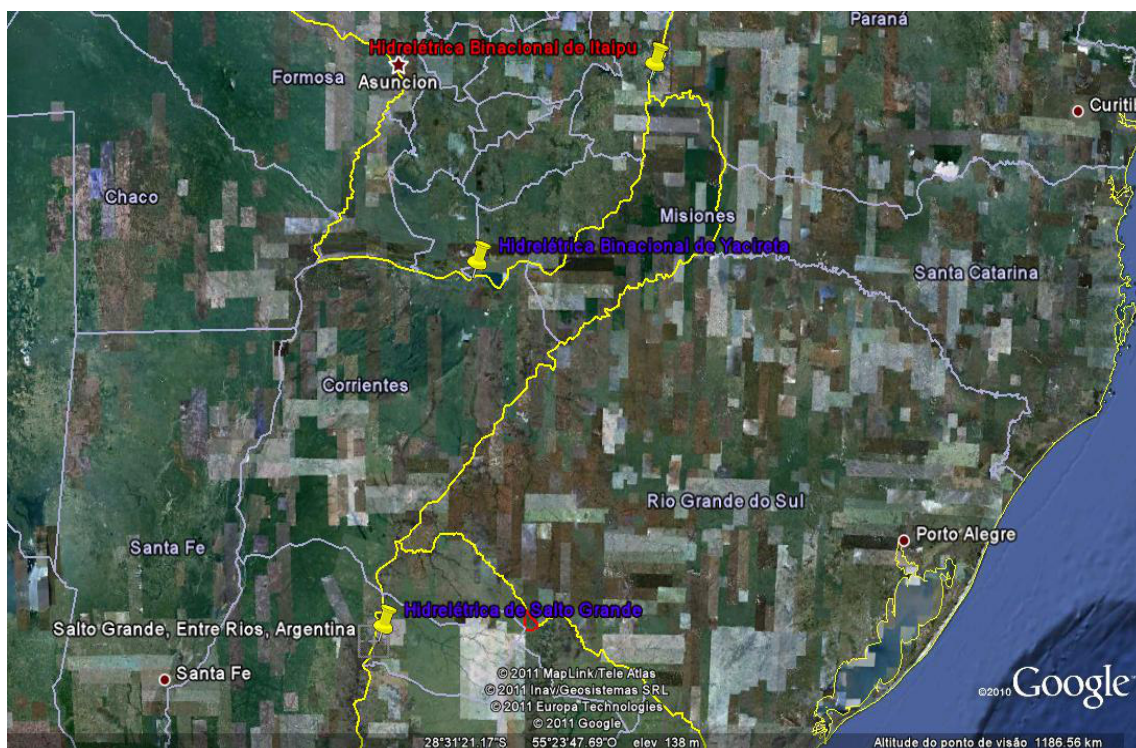 Paraná
Hidrelétrica Binacional de Itaipu
Formosa
Asuncion
Curiti
Chaco
Misiones
Hidrelétrica Binacional de Yacireta
Santa Catarina
Corrientes
Rio Grande do Sul
Porto Alegre
Santa Fe
Hidrelétrica de Salto Grande
Salto Grande, Entre Rios, Argentina
Santa Fe
© 2011 MapLink/Tele Atlas
© 2011 Inav/Geosistemas SRL
© 2011 Europa Technologies
© 2011 Google
©2010 Google
28°31'21.17"S 55°23'47.69"O elev 138 m Altitude do ponto de visão 1186.56 km